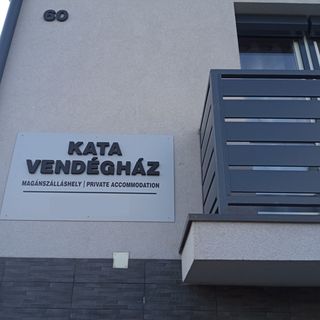 60
KATA
VENDÉGHÁZ
MAGÁNSZÁLLÁSHELY | PRIVATE ACCOMMODATION